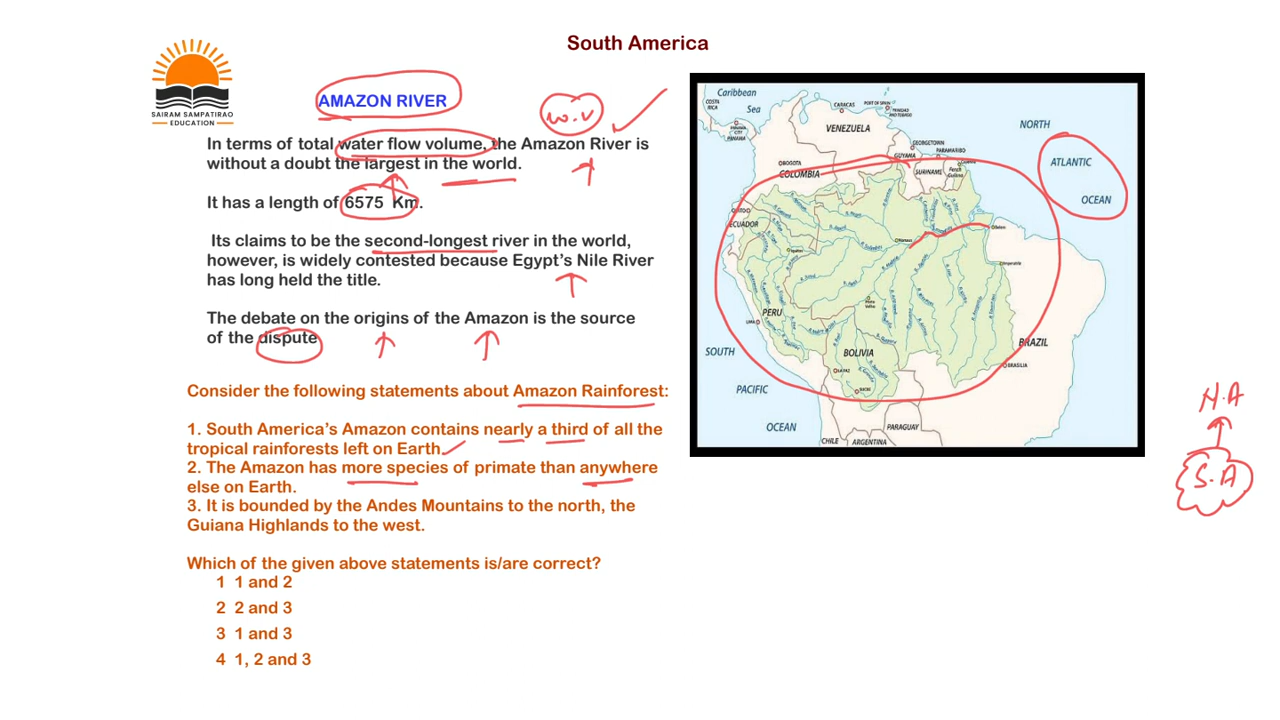 South America
SAIRAM SAMPATIRAO
EDUCATION
AMAZON RIVER
W.V
In terms of total water flow volume, the Amazon River is
without a doubt the largest in the world.
It has a length of 6575 Km.
Its claims to be the second-longest river in the world,
however, is widely contested because Egypt's Nile River
has long held the title.
The debate on the origins of the Amazon is the source
of the dispute
Consider the following statements about Amazon Rainforest:
1. South America's Amazon contains nearly a third of all the
tropical rainforests left on Earth.
2. The Amazon has more species of primate than anywhere
else on Earth.
3. It is bounded by the Andes Mountains to the north, the
Guiana Highlands to the west.
Which of the given above statements is/are correct?
1 1 and 2
2 2 and 3
3 1 and 3
4 1, 2 and 3
Caribbean
Sea
COSTA
RICA
CARACAS
PORT OF SPAIN
VENEZUELA
GEORGETOWN
PARAMARIBO
GUYANA
SURINAME
French
Guiana
OBOGOTA
COLOMBIA
NORTH
ATLANTIC
OCEAN
QUITO
ECUADOR
Manaus
Belem
PERU
LIMA
Porto
Velho
BOLIVIA
LA PAZ
SUCRE
BRAZIL
BRASILIA
SOUTH
PACIFIC
OCEAN
CHILE
ARGENTINA
PARAGUAY
N.A
S.A